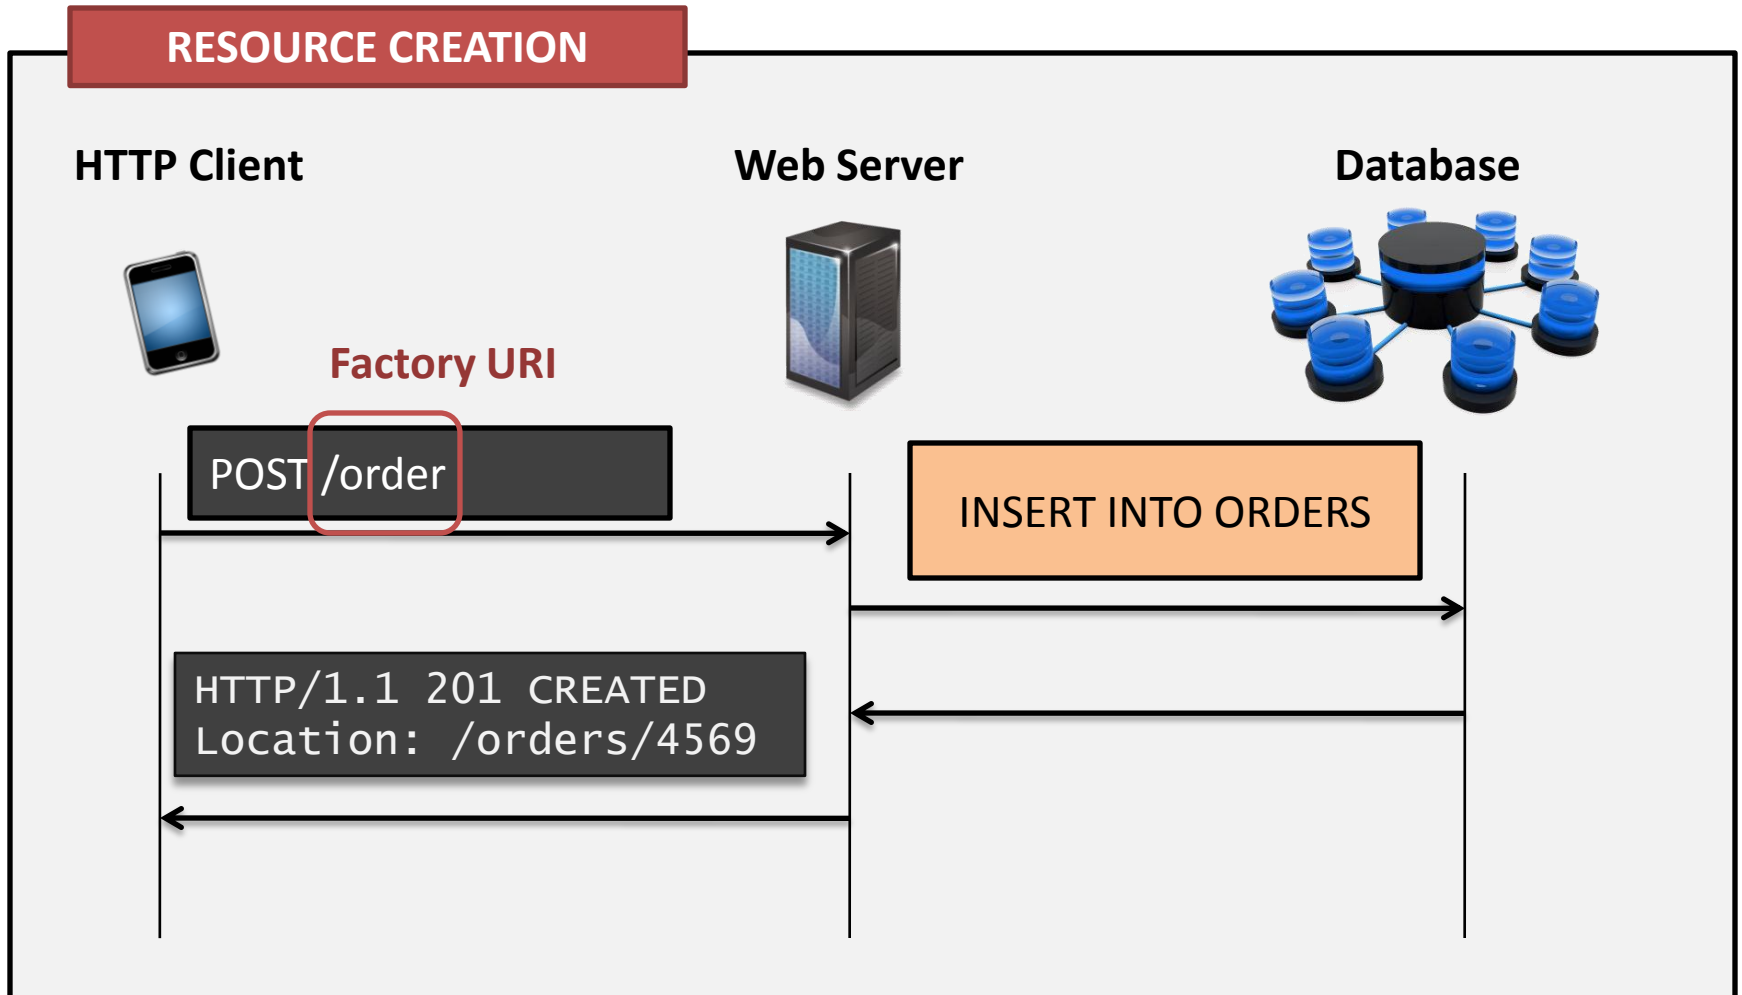 RESOURCE CREATION
HTTP Client
Web Server
Database
Factory URI
POST /order
INSERT INTO ORDERS
HTTP/1.1 201 CREATED
Location: /orders/4569